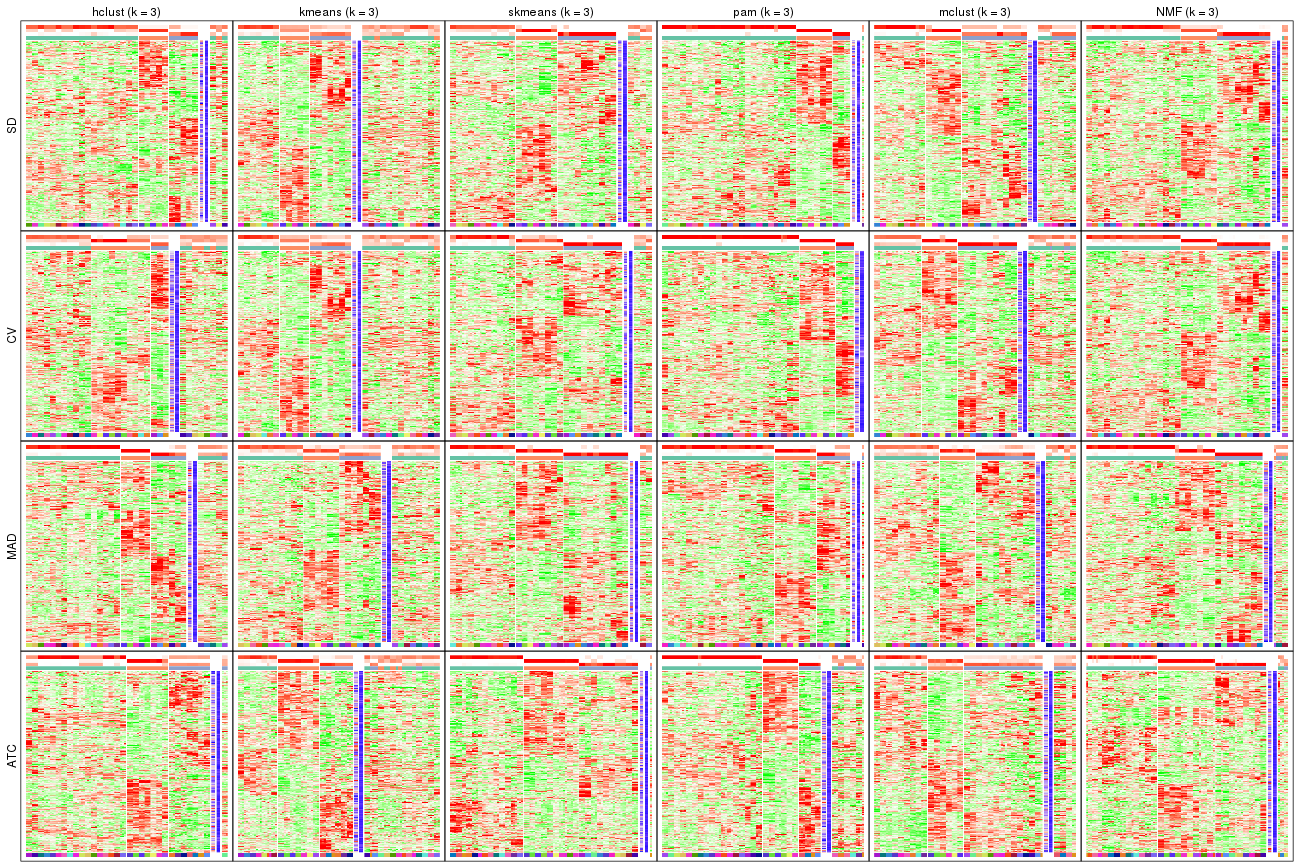 hclust (k = 3) kmeans (k = 3) skmeans (k = 3) pam (k = 3) mclust (k = 3) NMF (k = 3)
SD
CV
MAD
ATC